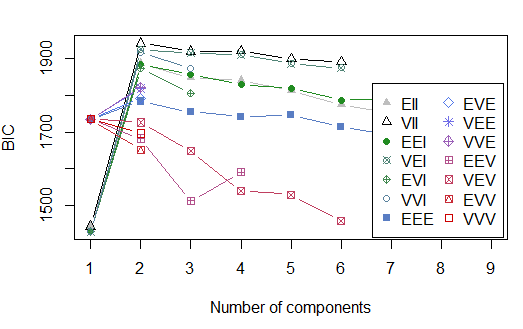 BIC
1900
1700
1500
EII EVE
VII VEE
EEI VVE
VEI EEV
EVI VEV
VVI EVV
EEE VVV
1 2 3 4 5 6 7 8 9
Number of components